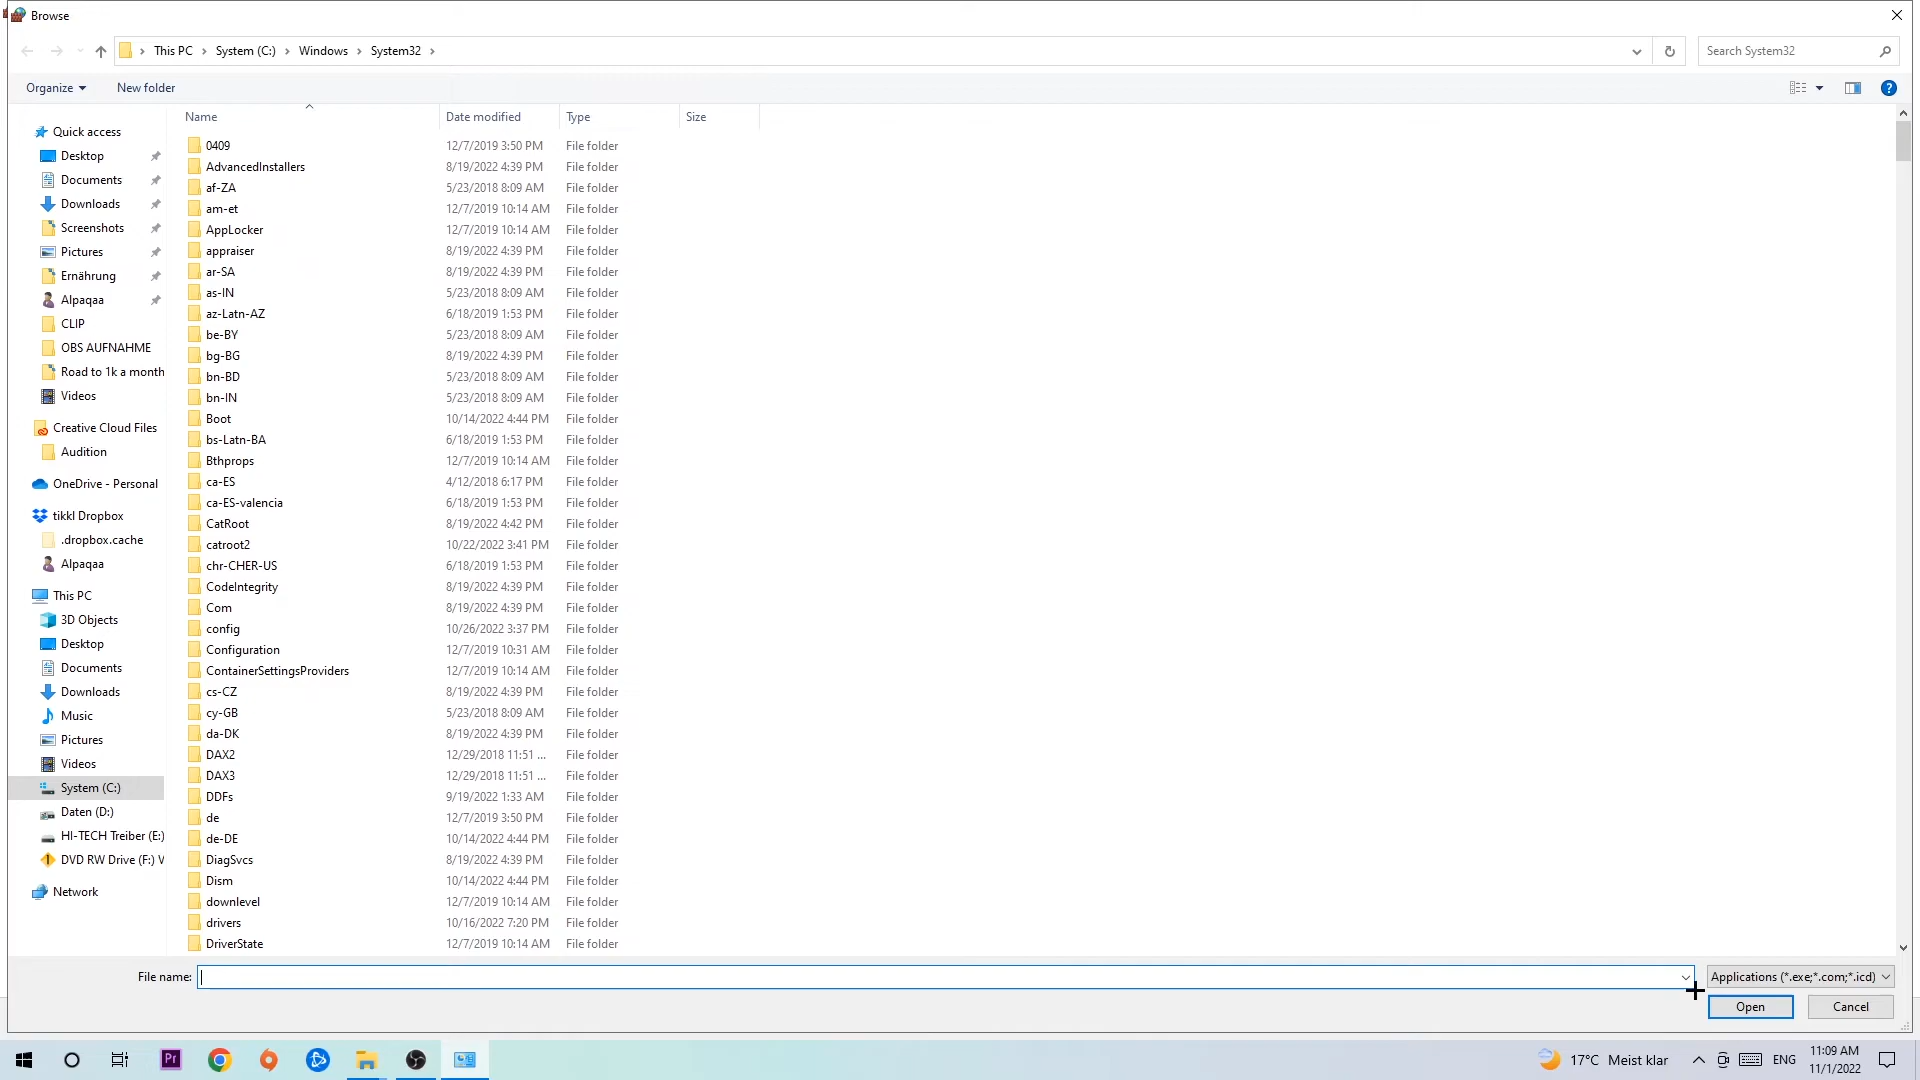 Browse
This PC
System (C:)
Windows
System32
Search System32
Organize
New folder
Name
Date modified
Type
Size
Quick access
Desktop
Documents
Downloads
Screenshots
Pictures
Ernährung
Alpaqaa
CLIP
OBS AUFNAHME
Road to 1k a month
Videos
Creative Cloud Files
Audition
OneDrive - Personal
tikkl Dropbox
.dropbox.cache
Alpaqaa
This PC
3D Objects
Desktop
Documents
Downloads
Music
Pictures
Videos
System (C:)
Daten (D:)
HI-TECH Treiber (E:)
DVD RW Drive (F:) V
Network
0409 12/7/2019 3:50 PM File folder
AdvancedInstallers 8/19/2022 4:39 PM File folder
af-ZA 5/23/2018 8:09 AM File folder
am-et 12/7/2019 10:14 AM File folder
AppLocker 12/7/2019 10:14 AM File folder
appraiser 8/19/2022 4:39 PM File folder
ar-SA 8/19/2022 4:39 PM File folder
as-IN 5/23/2018 8:09 AM File folder
az-Latn-AZ 6/18/2019 1:53 PM File folder
be-BY 5/23/2018 8:09 AM File folder
bg-BG 8/19/2022 4:39 PM File folder
bn-BD 5/23/2018 8:09 AM File folder
bn-IN 5/23/2018 8:09 AM File folder
Boot 10/14/2022 4:44 PM File folder
bs-Latn-BA 6/18/2019 1:53 PM File folder
Bthprops 12/7/2019 10:14 AM File folder
ca-ES 4/12/2018 6:17 PM File folder
ca-ES-valencia 6/18/2019 1:53 PM File folder
CatRoot 8/19/2022 4:42 PM File folder
catroot2 10/22/2022 3:41 PM File folder
chr-CHER-US 6/18/2019 1:53 PM File folder
CodeIntegrity 8/19/2022 4:39 PM File folder
Com 8/19/2022 4:39 PM File folder
config 10/26/2022 3:37 PM File folder
Configuration 12/7/2019 10:31 AM File folder
ContainerSettingsProviders 12/7/2019 10:14 AM File folder
cs-CZ 8/19/2022 4:39 PM File folder
cy-GB 5/23/2018 8:09 AM File folder
da-DK 8/19/2022 4:39 PM File folder
DAX2 12/29/2018 11:51 ... File folder
DAX3 12/29/2018 11:51 ... File folder
DDFs 9/19/2022 1:33 AM File folder
de 12/7/2019 3:50 PM File folder
de-DE 10/14/2022 4:44 PM File folder
DiagSvcs 8/19/2022 4:39 PM File folder
Dism 10/14/2022 4:44 PM File folder
downlevel 12/7/2019 10:14 AM File folder
drivers 10/16/2022 7:20 PM File folder
DriverState 12/7/2019 10:14 AM File folder
File name:
Applications (*.exe;*.com;*.icd)
Open
Cancel
Pr
17°C Meist klar
ENG
11:09 AM
11/1/2022